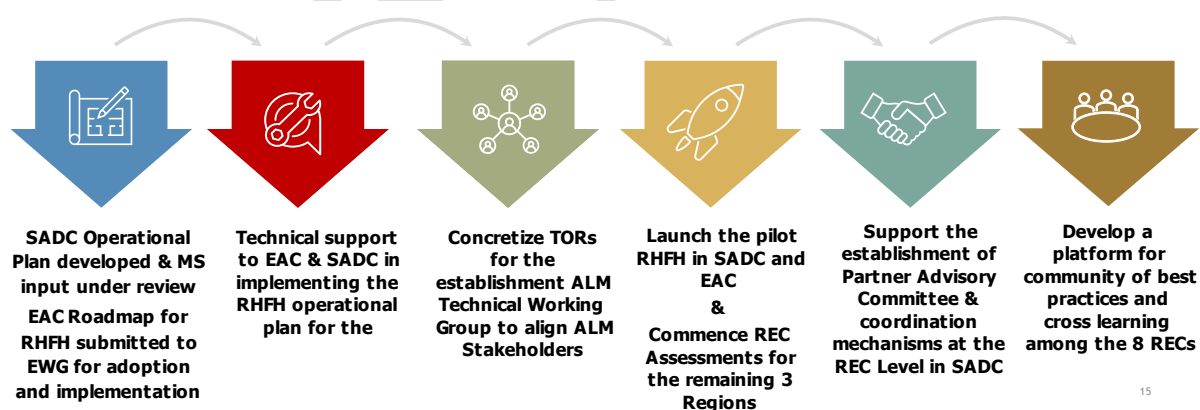 SADC Operational
Plan developed & MS
input under review
EAC Roadmap for
RHFH submitted to
EWG for adoption
and implementation
Technical support
to EAC & SADC in
implementing the
RHFH operational
plan for the
Concretize TORs
for the
establishment ALM
Technical Working
Group to align ALM
Stakeholders
Launch the pilot
RHFH in SADC and
EAC
&
Commence REC
Assessments for
the remaining 3
Regions
Support the
establishment of
Partner Advisory
Committee &
coordination
mechanisms at the
REC Level in SADC
Develop a
platform for
community of best
practices and
cross learning
among the 8 RECs
15